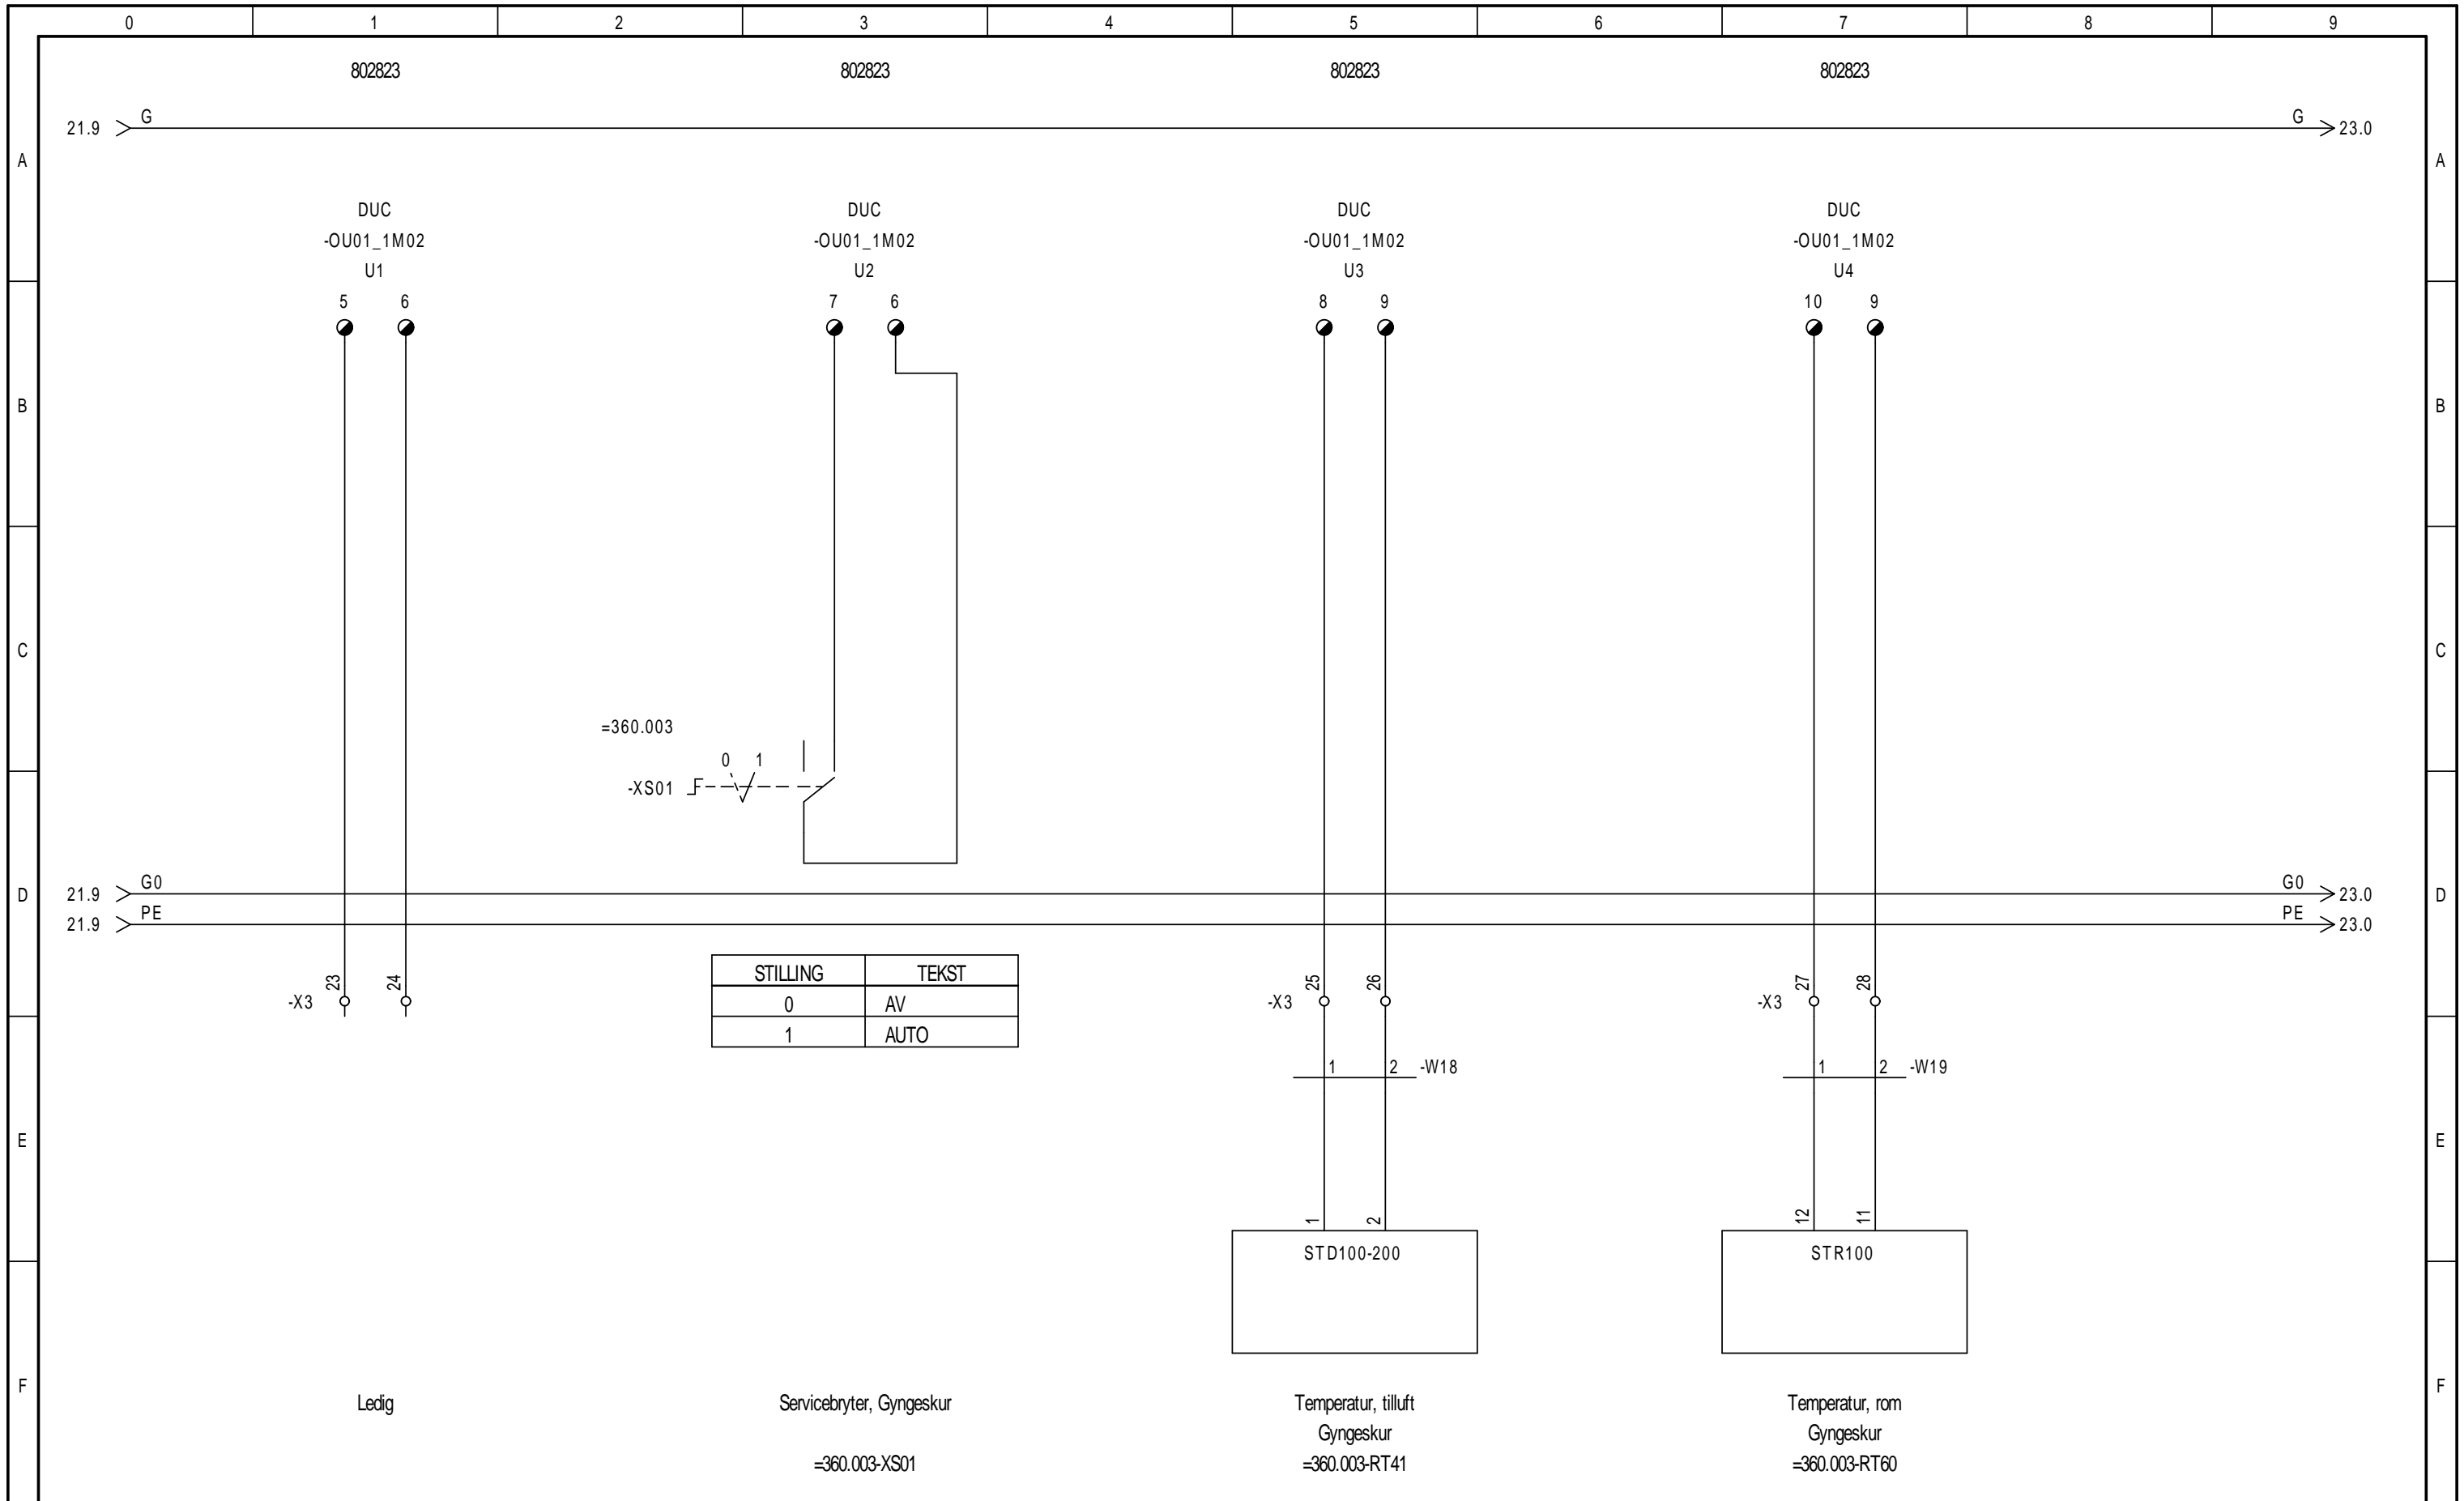 0 1 2 3 4 5 6 7 8 9
802823 802823 802823 802823
G G
21.9 23.0
A A
DUC DUC DUC DUC
-OU01_1M02 -OU01_1M02 -OU01_1M02 -OU01_1M02
U1 U2 U3 U4
5 6 7 6 8 9 10 9
B B
C C
=360.003
0 1
-XS01
G0 G0
D 21.9 23.0 D
PE PE
21.9 23.0
STILLING TEKST
0 AV
1 AUTO
-X3 23 24 -X3 25 26 -X3 27 28
1 2 -W18 1 2 -W19
E E
1 2 12 11
STD100-200 STR100
F F
Ledig Servicebryter, Gyngeskur Temperatur, tilluft Temperatur, rom
Gyngeskur Gyngeskur
=360.003-XS01 =360.003-RT41 =360.003-RT60